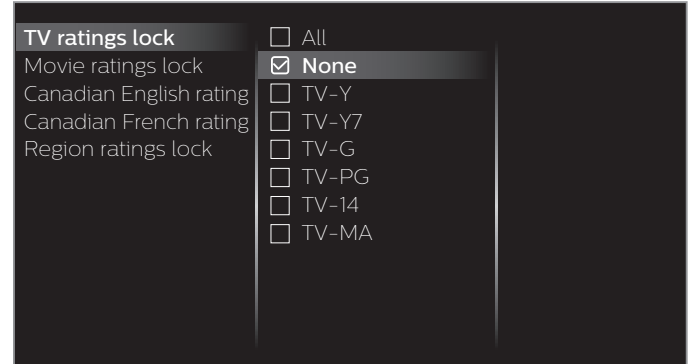 TV ratings lock
Movie ratings lock
Canadian English rating
Canadian French rating
Region ratings lock
All
None
TV-Y
TV-Y7
TV-G
TV-PG
TV-14
TV-MA